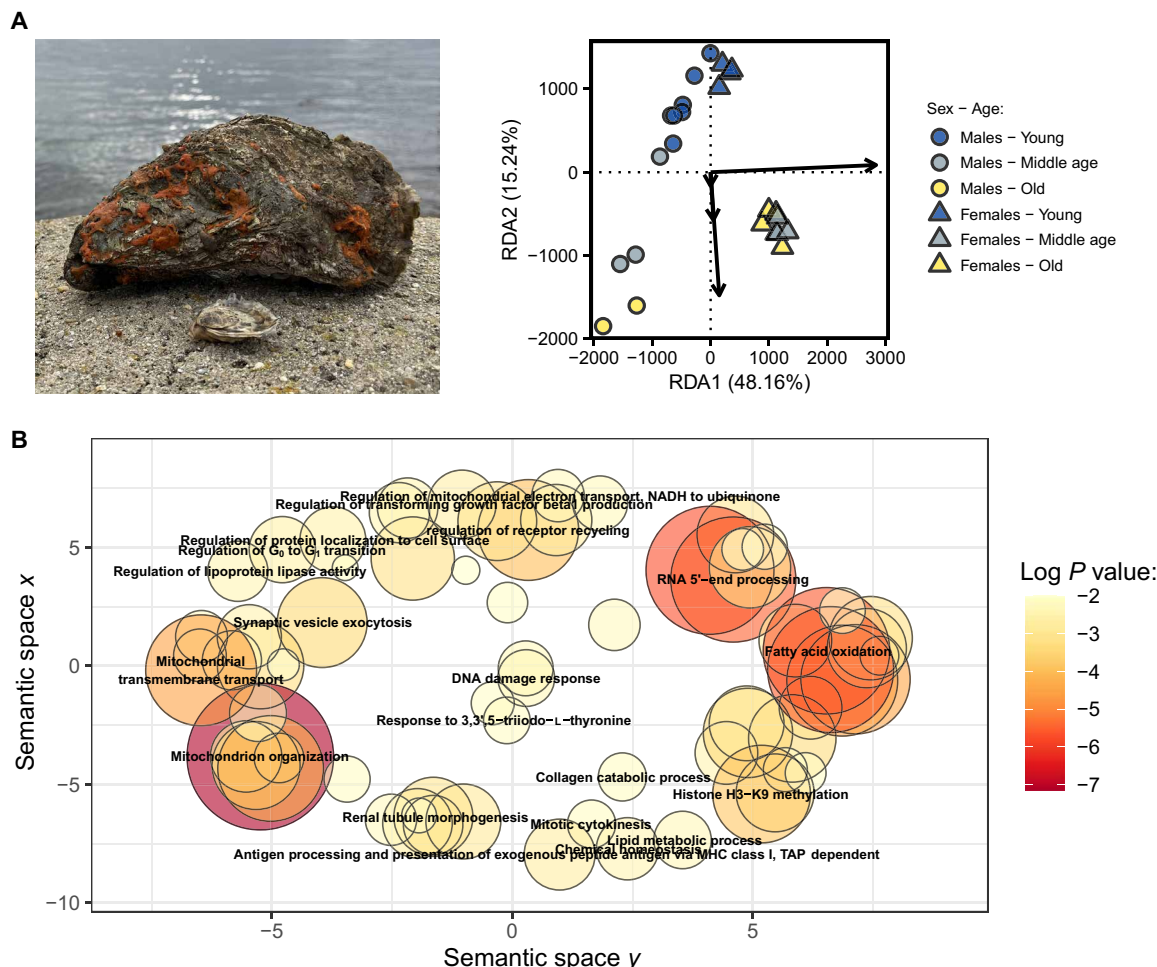 A
1000
0
−1000
−2000
RDA2 (15.24%)
−2000 −1000 0 1000 2000 3000
RDA1 (48.16%)
Sex − Age:
Males − Young
Males − Middle age
Males − Old
Females − Young
Females − Middle age
Females − Old
B
Regulation of mitochondrial electron transport, NADH to ubiquinone
Regulation of transforming growth factor beta1 production
regulation of receptor recycling
Regulation of protein localization to cell surface
Regulation of G₀ to G₁ transition
Regulation of lipoprotein lipase activity
RNA 5'−end processing
Synaptic vesicle exocytosis
Fatty acid oxidation
Mitochondrial
transmembrane transport
DNA damage response
Response to 3,3',5−triiodo−L−thyronine
Mitochondrion organization
Collagen catabolic process
Histone H3−K9 methylation
Renal tubule morphogenesis
Mitotic cytokinesis
Lipid metabolic process
Chemical homeostasis
Antigen processing and presentation of exogenous peptide antigen via MHC class I, TAP dependent
5
0
−5
−10
Semantic space x
−5 0 5
Semantic space y
Log P value:
−2
−3
−4
−5
−6
−7